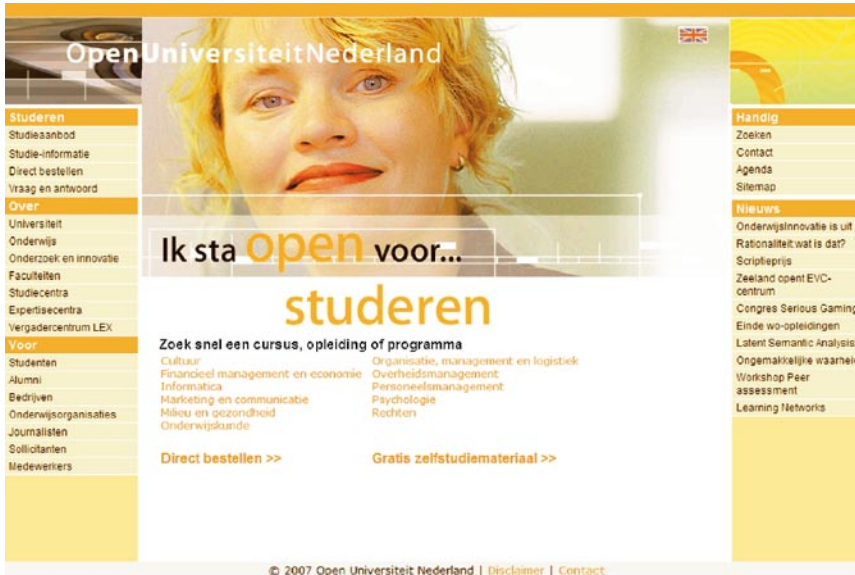 OpenUniversiteitNederland
Studeren
Studieaanbod
Studie-informatie
Direct bestellen
Vraag en antwoord
Over
Universiteit
Onderwijs
Onderzoek en innovatie
Faculteiten
Studiecentra
Expertisecentra
Vergadercentrum LEX
Voor
Studenten
Alumni
Bedrijven
Onderwijsorganisaties
Journalisten
Sollicitanten
Medewerkers
Ik sta open voor...
studeren
Zoek snel een cursus, opleiding of programma
Cultuur
Financieel management en economie
Informatica
Marketing en communicatie
Milieu en gezondheid
Onderwijskunde
Organisatie, management en logistiek
Overheidsmanagement
Personeelsmanagement
Psychologie
Rechten
Direct bestellen >>
Gratis zelfstudiemateriaal >>
Handig
Zoeken
Contact
Agenda
Sitemap
Nieuws
OnderwijsInnovatie is uit
Rationaliteit:wat is dat?
Scriptieprijs
Zeeland opent EVC-
centrum
Congres Serious Gaming
Einde wo-opleidingen
Latent Semantic Analysis
Ongemakkelijke
Workshop Peer
assessment
Learning Networks
© 2007 Open Universiteit Nederland | Disclaimer | Contact